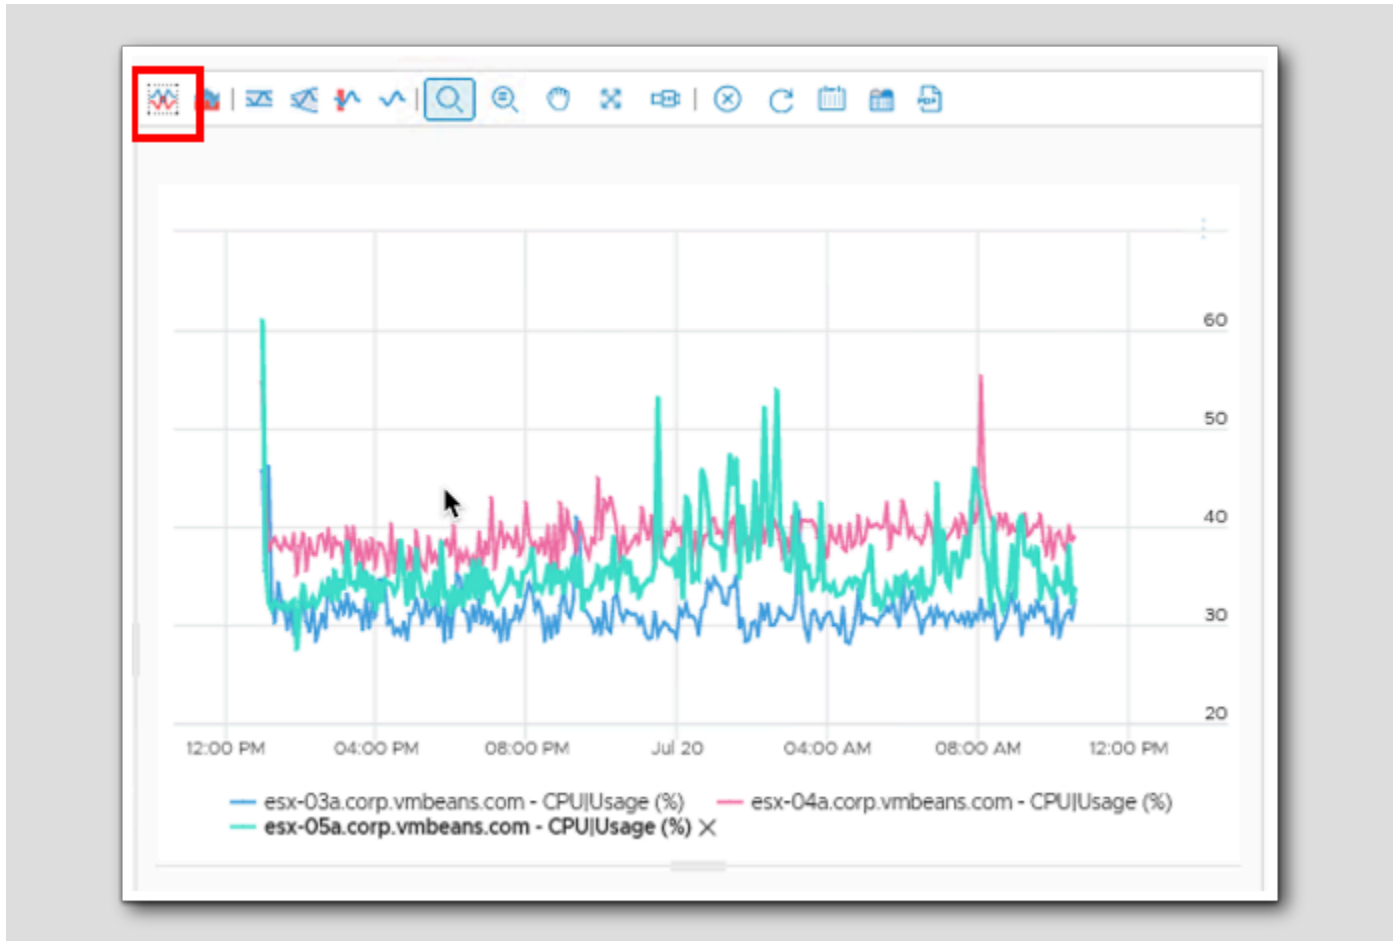 PDF
60
50
40
30
20
12:00 PM 04:00 PM 08:00 PM Jul 20 04:00 AM 08:00 AM 12:00 PM
esx-03a.corp.vmbeans.com - CPU|Usage (%) esx-04a.corp.vmbeans.com - CPU|Usage (%)
esx-05a.corp.vmbeans.com - CPU|Usage (%)